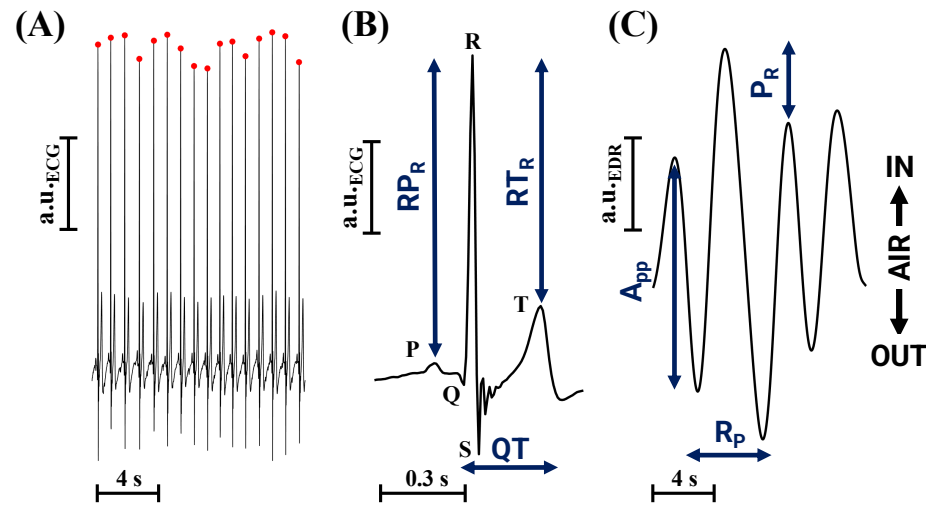 (A)
a.u.ECG
4 s
(B)
R
RPR
RTR
a.u.ECG
P
T
Q
S
QT
0.3 s
(C)
PR
a.u.EDR
App
RP
4 s
IN
AIR
OUT